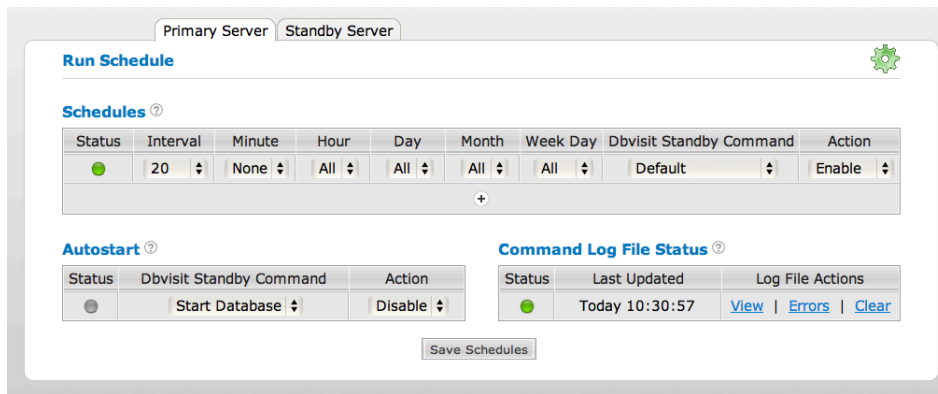 Primary Server Standby Server
Run Schedule
Schedules ?
Status Interval Minute Hour Day Month Week Day Dbvisit Standby Command Action
20 None All All All All Default Enable
+
Autostart ? Command Log File Status ?
Status Dbvisit Standby Command Action Status Last Updated Log File Actions
Start Database Disable Today 10:30:57 View | Errors | Clear
Save Schedules